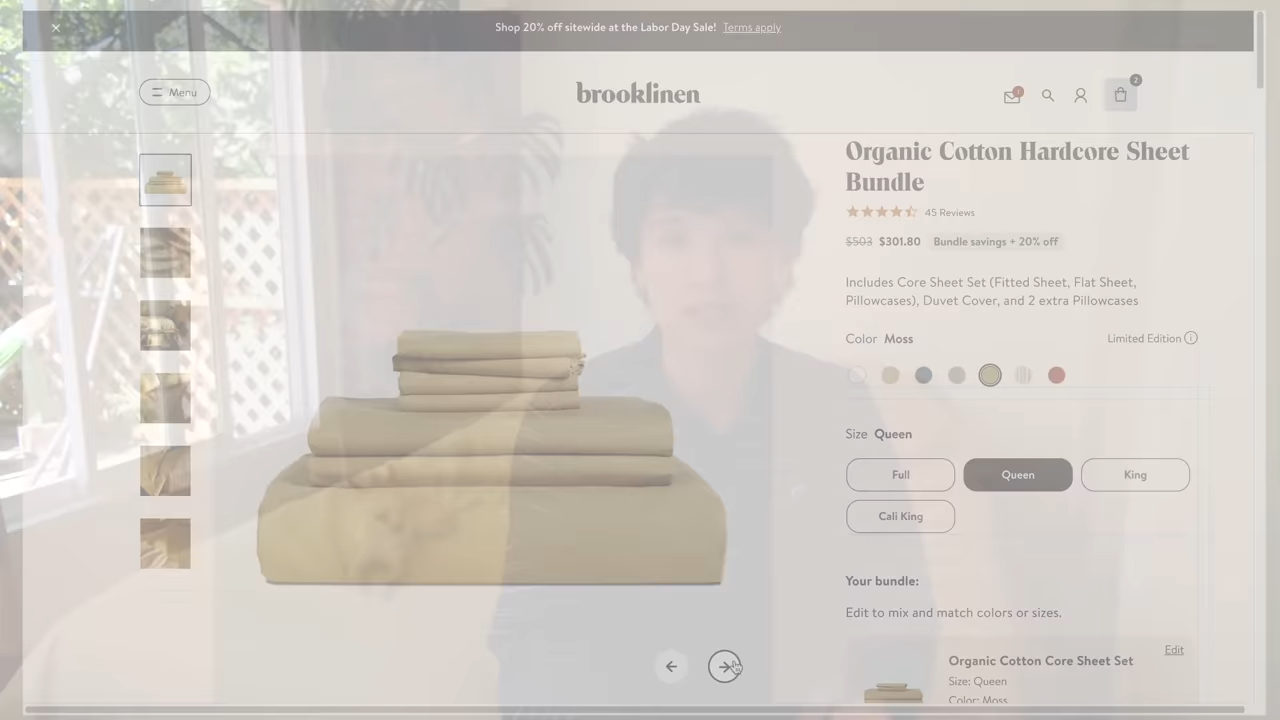 Shop 20% off sitewide at the Labor Day Sale! Terms apply
Menu
brooklinen
2
Organic Cotton Hardcore Sheet
Bundle
45 Reviews
$503 $301.80 Bundle savings + 20% off
Includes Core Sheet Set (Fitted Sheet, Flat Sheet,
Pillowcases), Duvet Cover, and 2 extra Pillowcases
Color Moss
Limited Edition
Size Queen
Full
Queen
King
Cali King
Your bundle:
Edit to mix and match colors or sizes.
Edit
Organic Cotton Core Sheet Set
Size: Queen
Color: Moss